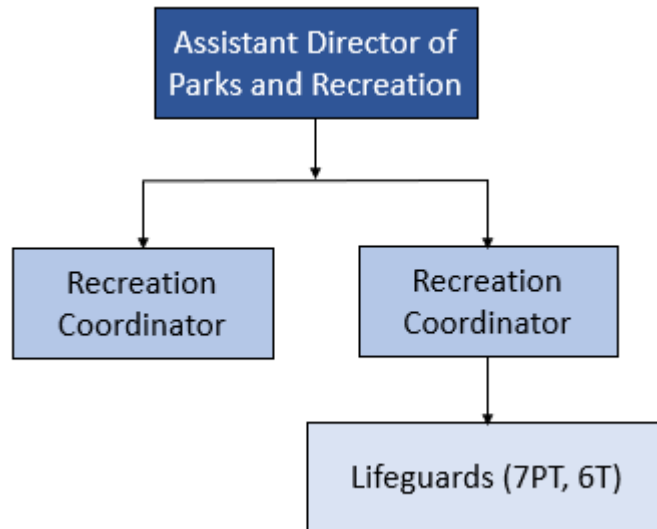 Assistant Director of
Parks and Recreation
Recreation
Coordinator
Recreation
Coordinator
Lifeguards (7PT, 6T)